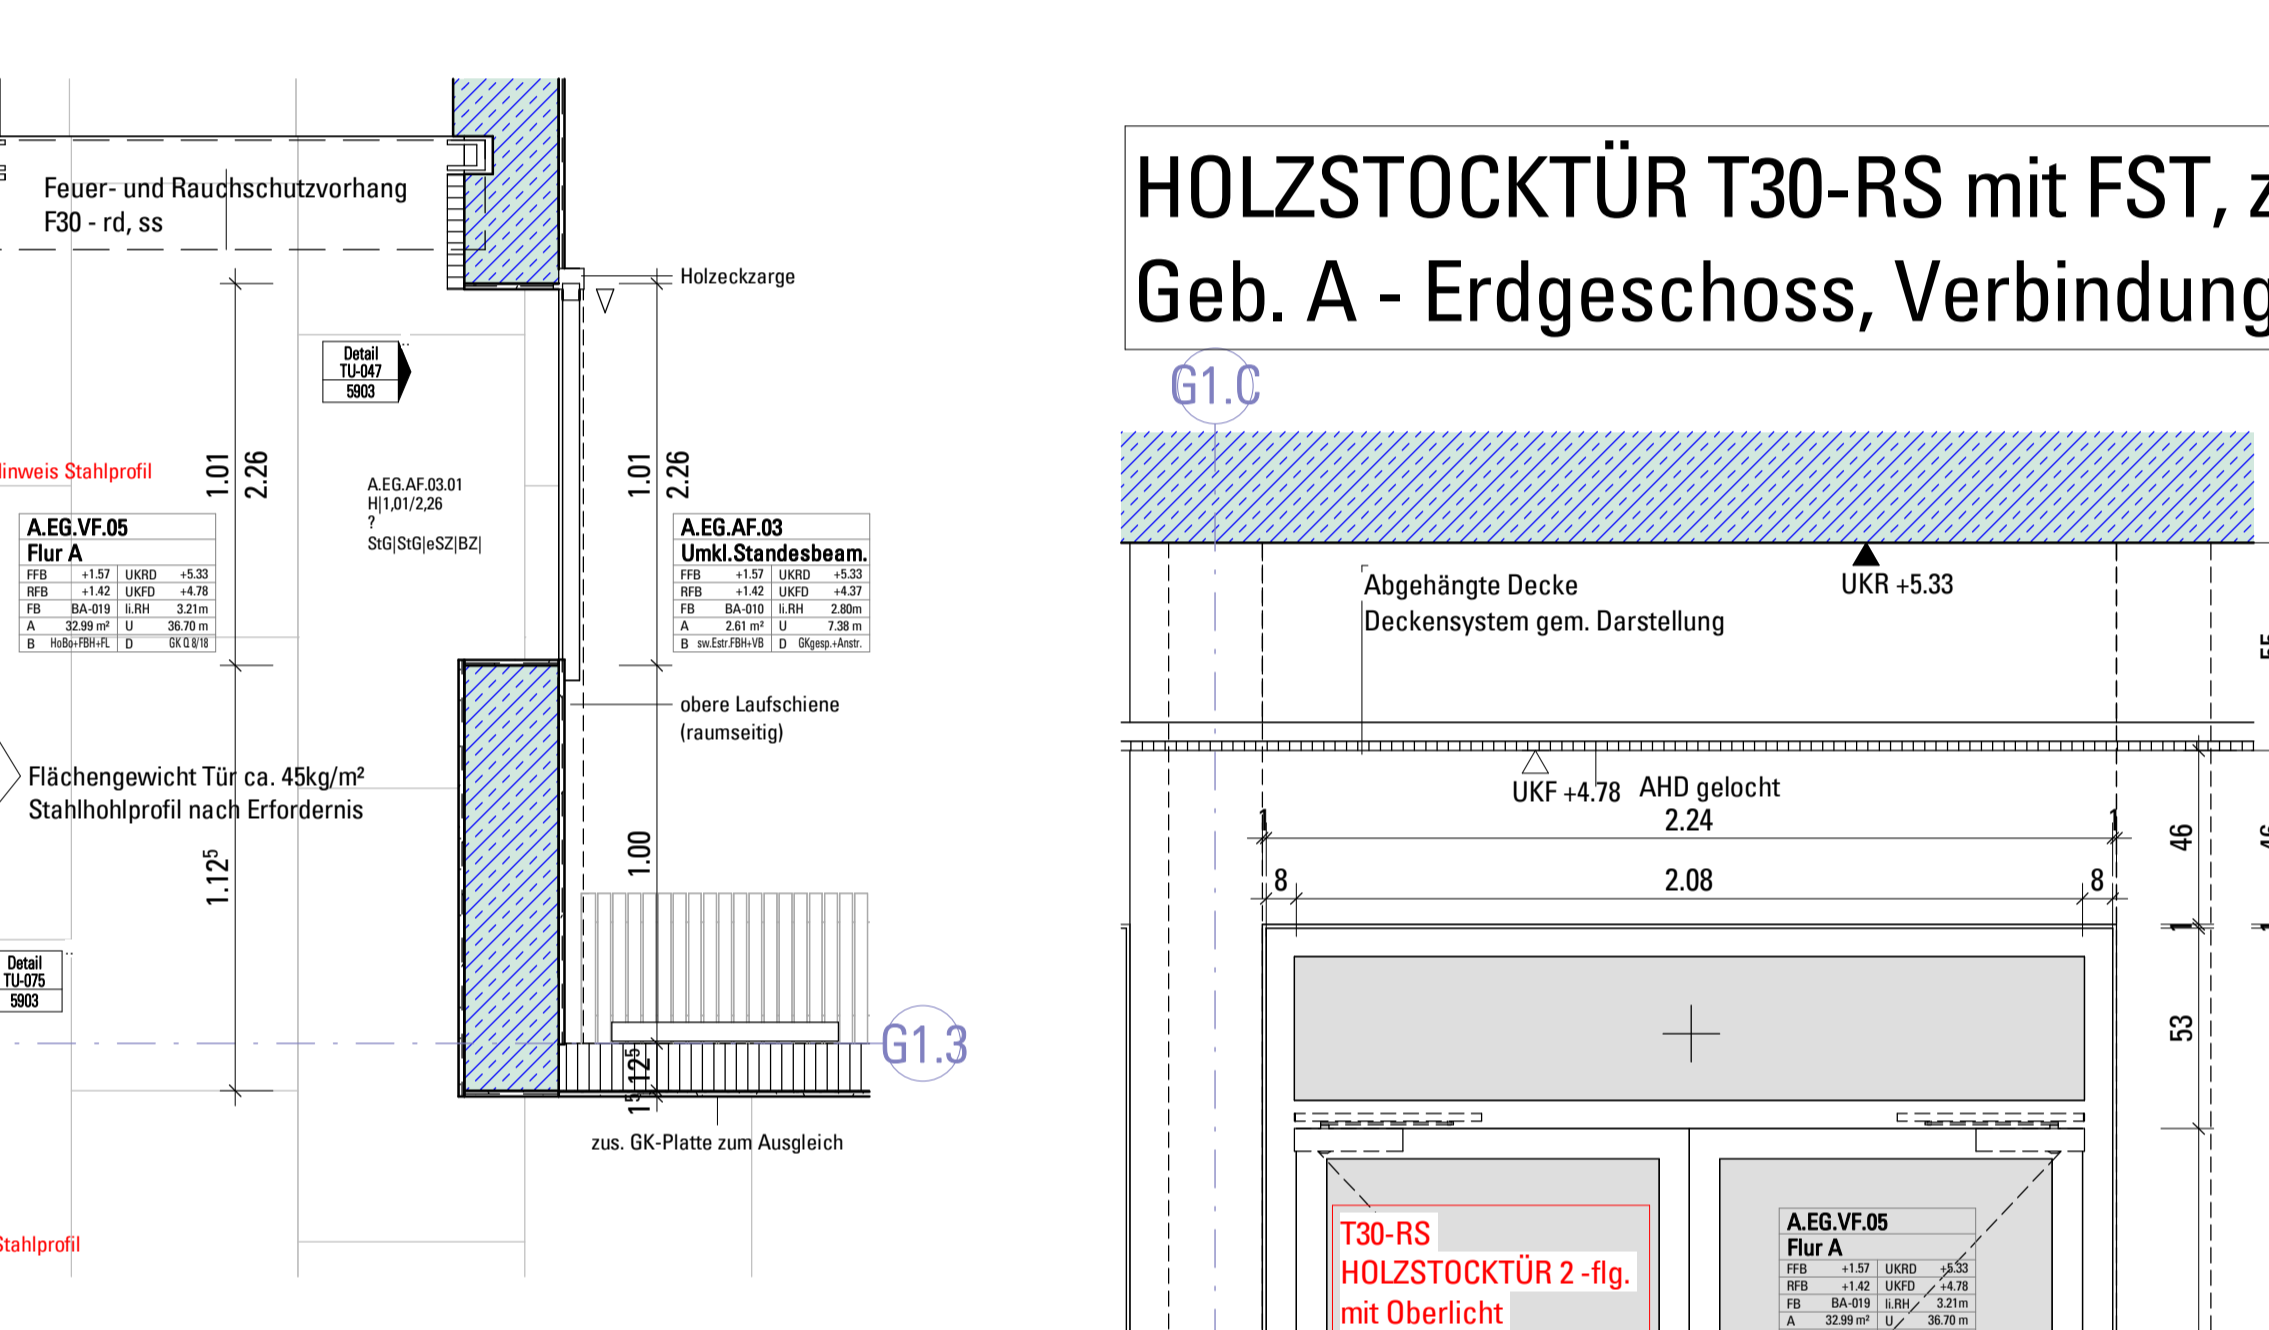 Feuer- und Rauchschutzvorhang
F30 - rd, ss
Holzeckzarge
Detail
TU-047
5903
1.01
2.26
1.01
2.26
Stahlprofil
A.EG.AF.03.01
H|1,01/2,26
?
StG|StG|eSZ|BZ|
A.EG.VF.05
Flur A
FFB +1.57 UKRD +5.33
RFB +1.42 UKFD +4.78
FB BA-019 li.RH 3.21m
A 32.99 m² U 36.70 m
B HoBo+FBH+FL D GK Q 8/18
A.EG.AF.03
Umkl.Standesbeam.
FFB +1.57 UKRD +5.33
RFB +1.42 UKFD +4.37
FB BA-010 li.RH 2.80m
A 2.61 m² U 7.38 m
B sw.Estr.FBH+VB D GKgesp.+Anstr.
obere Laufschiene
(raumseitig)
Flächengewicht Tür ca. 45kg/m²
Stahlhohlprofil nach Erfordernis
1.12⁵
1.00
Detail
TU-075
5903
G1.3
12⁵
1⁵
zus. GK-Platte zum Ausgleich
Stahlprofil
HOLZSTOCKTÜR T30-RS mit FST,
Geb. A - Erdgeschoss, Verbindung
G1.C
Abgehängte Decke
Deckensystem gem. Darstellung
UKR +5.33
55
UKF +4.78 AHD gelocht
1 2.24 1
46
46
8 2.08 8
1
53
T30-RS
HOLZSTOCKTÜR 2 -flg.
mit Oberlicht
A.EG.VF.05
Flur A
FFB +1.57 UKRD +5.33
RFB +1.42 UKFD +4.78
FB BA-019 li.RH 3.21m
A 32.99 m² U 36.70 m